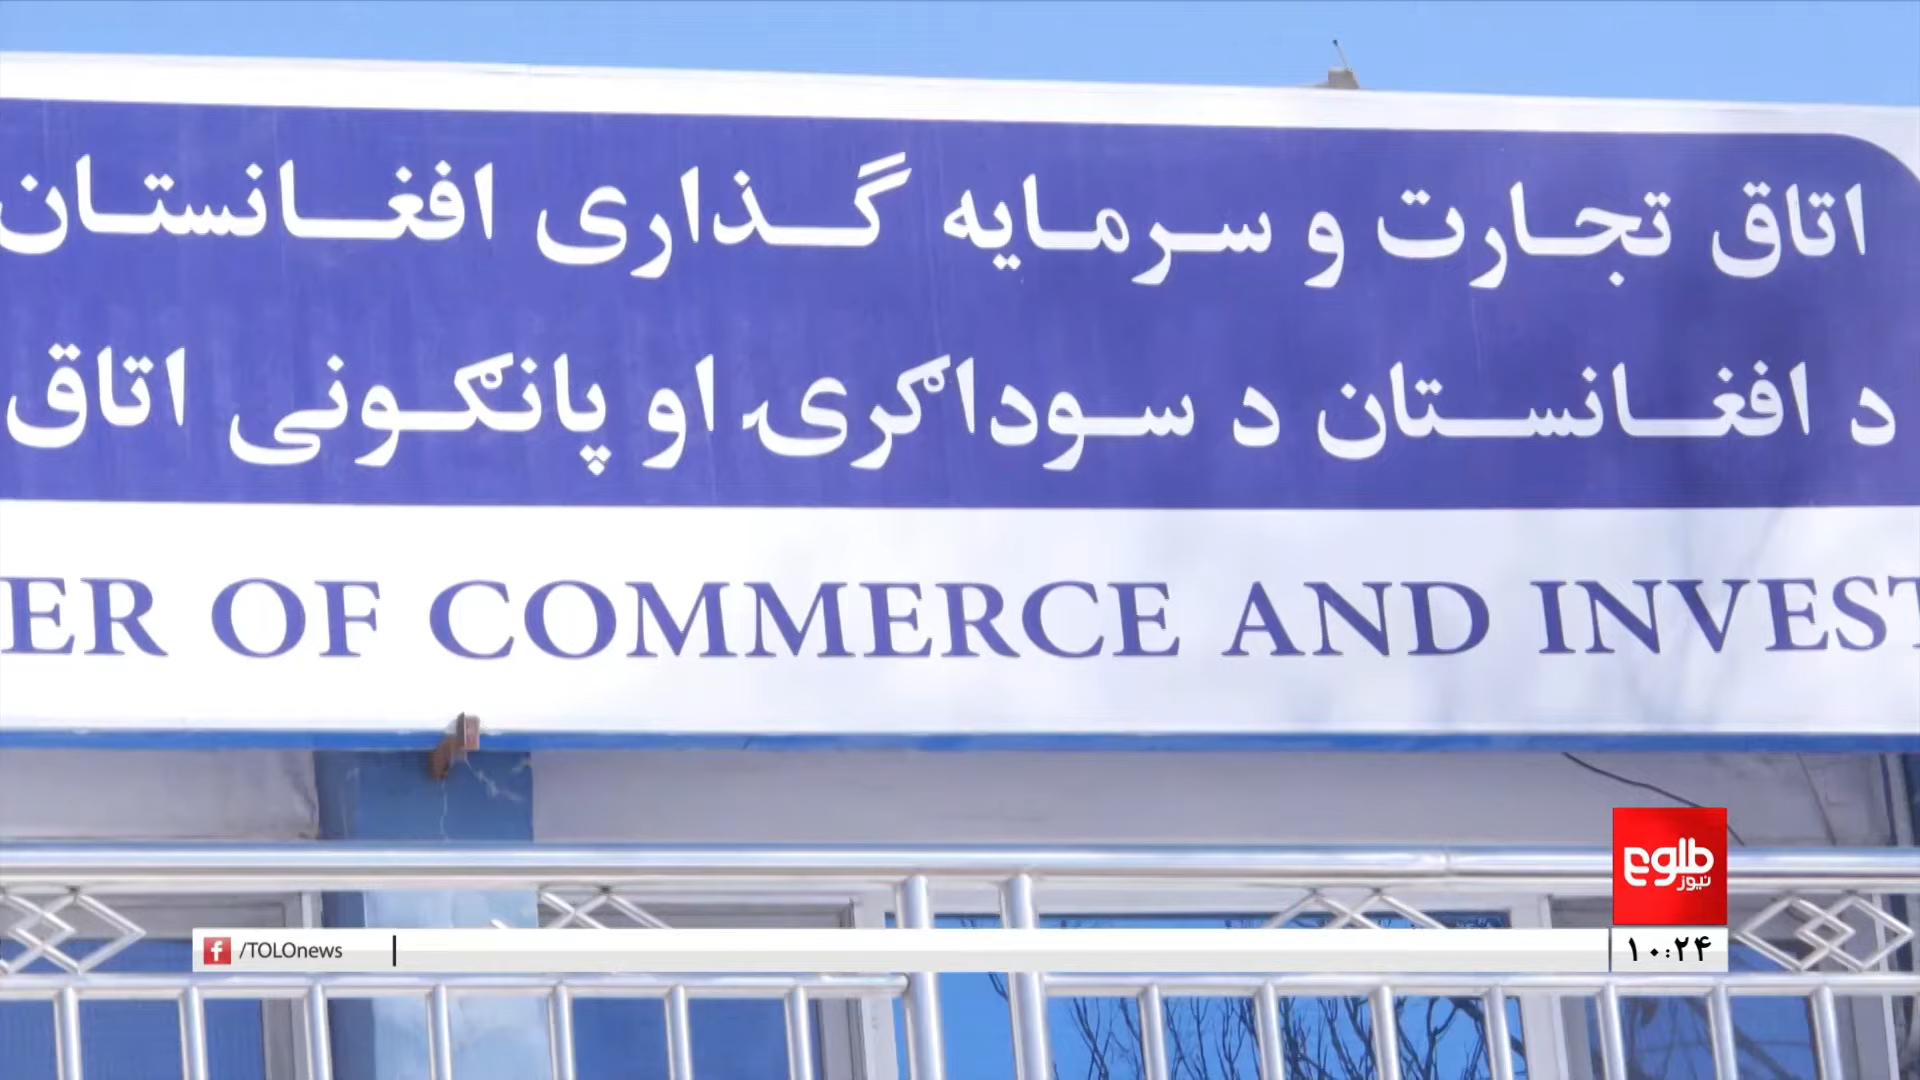 اتاق تجارت و سرمایه گذاری افغانستان
د افغانستان د سوداګرۍ او پانګونی اتاق
ER OF COMMERCE AND INVEST
طلوع
نیوز
/TOLOnews
۱۰:۲۴